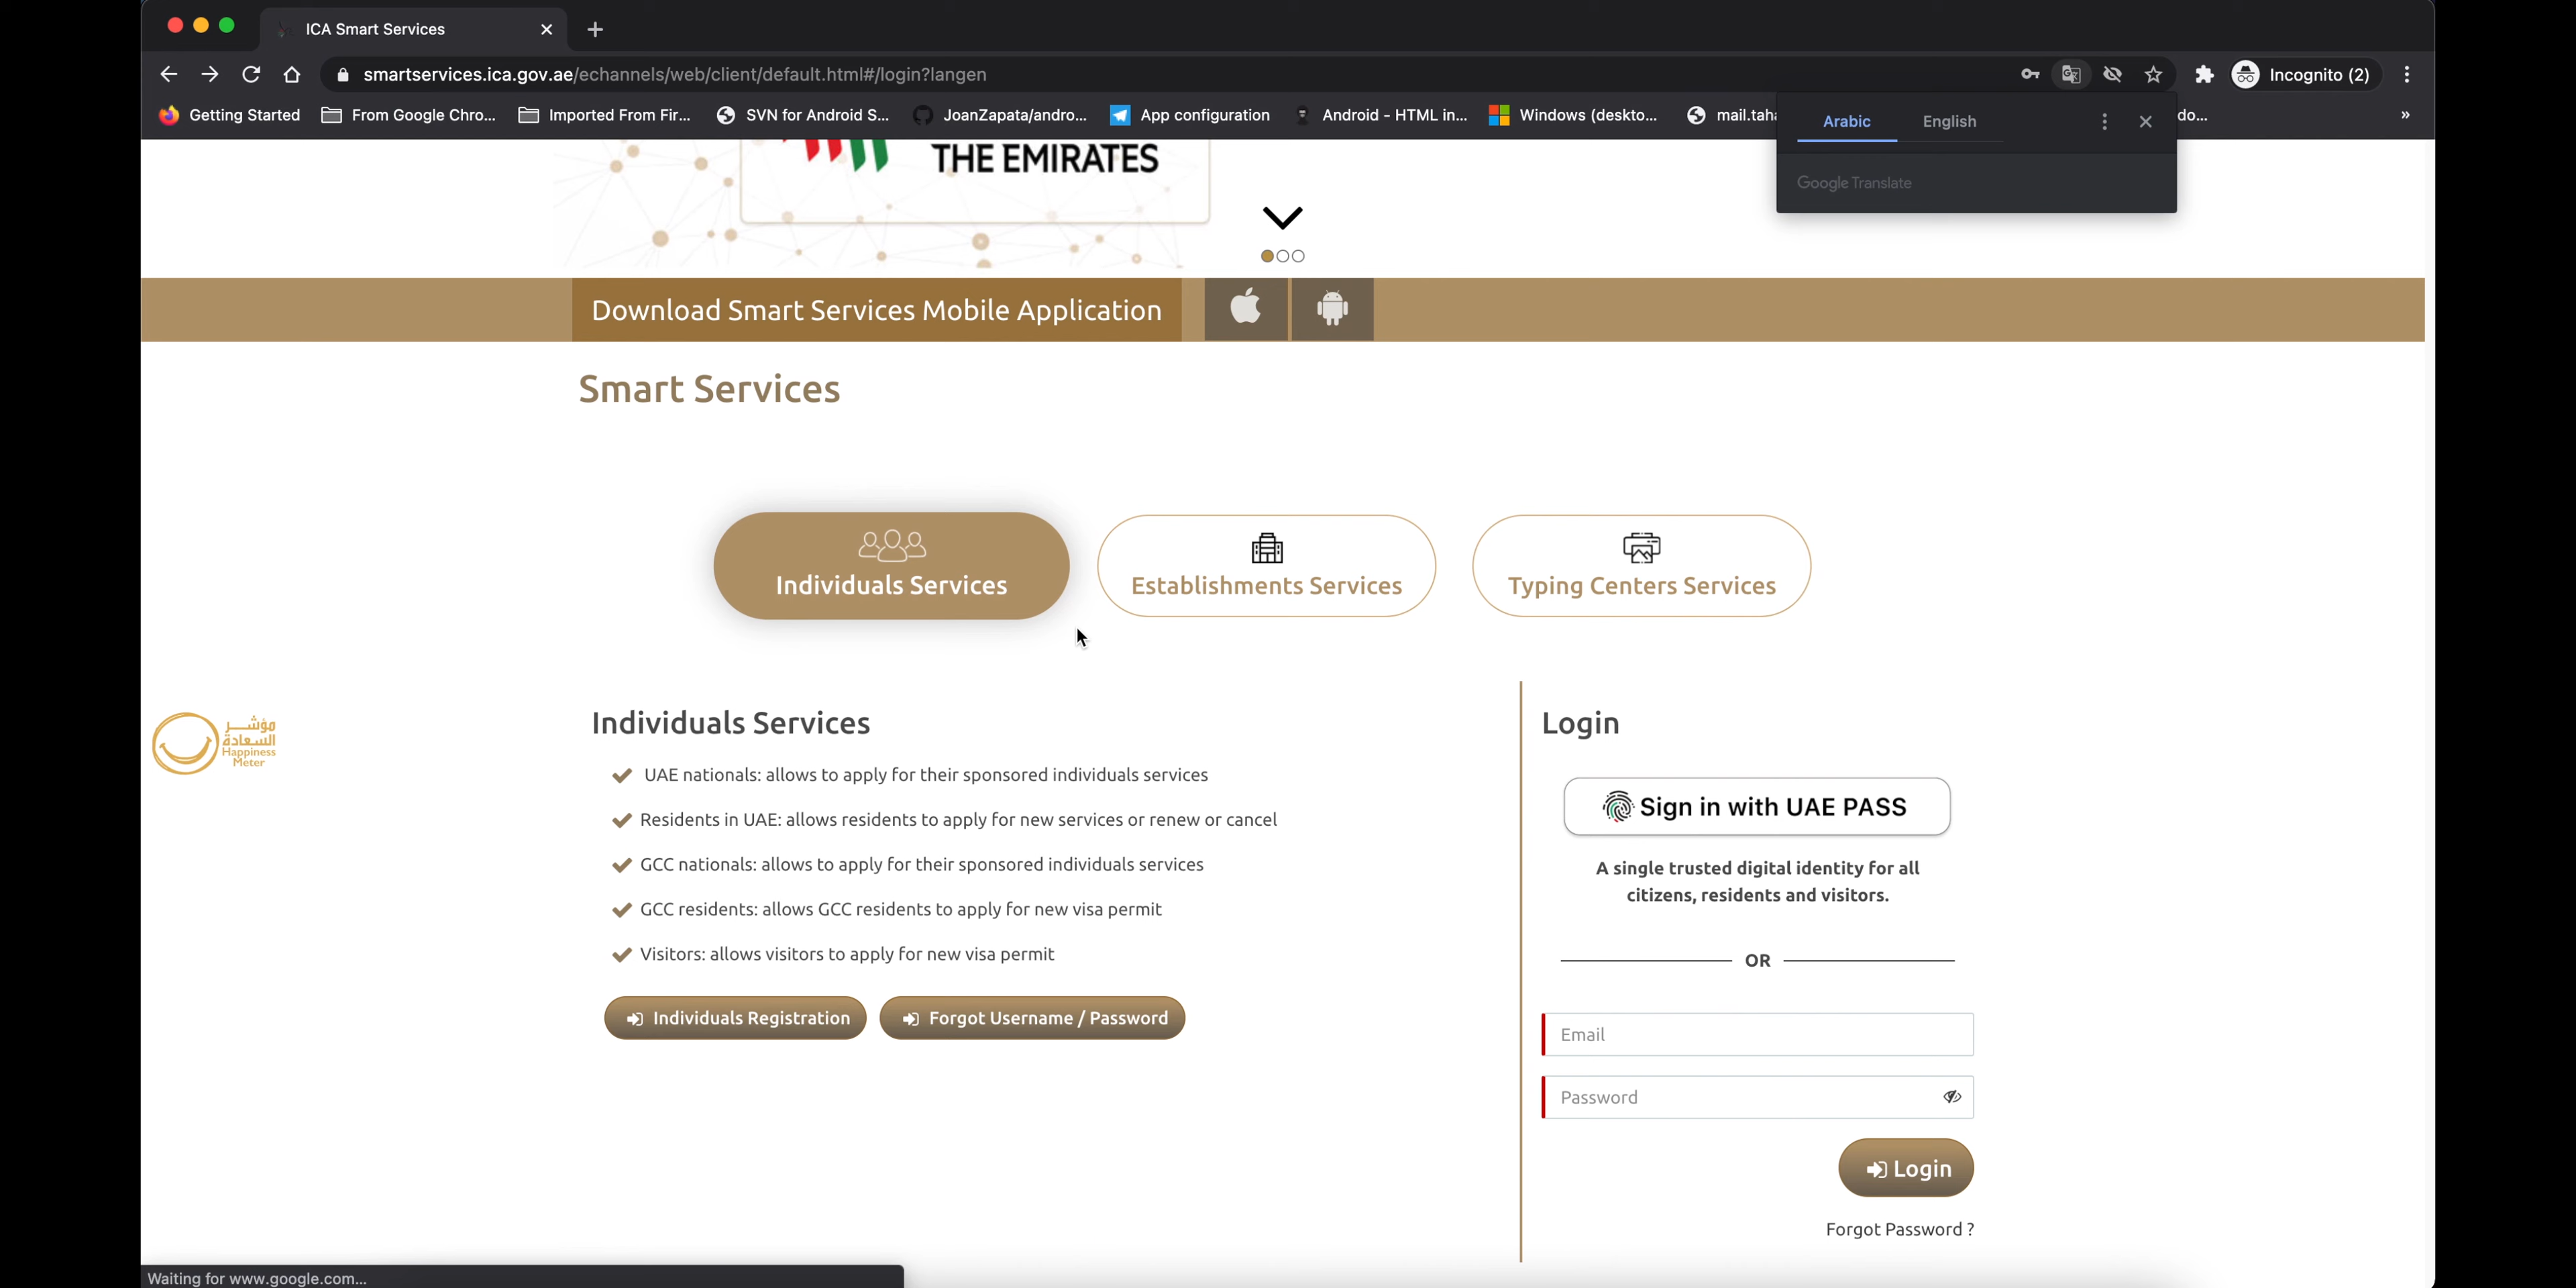 ICA Smart Services
smartservices.ica.gov.ae/echannels/web/client/default.html#/login?langen
Incognito (2)
Getting Started
From Google Chro...
Imported From Fir...
SVN for Android S...
JoanZapata/andro...
App configuration
Android - HTML in...
Windows (deskto...
mail.taha
do...
»
Arabic
English
Google Translate
THE EMIRATES
Download Smart Services Mobile Application
Smart Services
Individuals Services
Establishments Services
Typing Centers Services
مؤشر
السعادة
Happiness
Meter
Individuals Services
UAE nationals: allows to apply for their sponsored individuals services
Residents in UAE: allows residents to apply for new services or renew or cancel
GCC nationals: allows to apply for their sponsored individuals services
GCC residents: allows GCC residents to apply for new visa permit
Visitors: allows visitors to apply for new visa permit
Individuals Registration
Forgot Username / Password
Login
Sign in with UAE PASS
A single trusted digital identity for all
citizens, residents and visitors.
OR
Email
Password
Login
Forgot Password ?
Waiting for www.google.com...